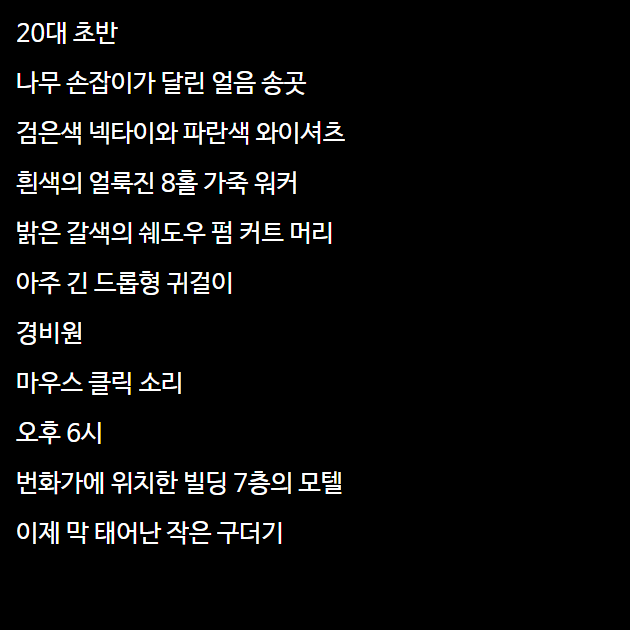 20대 초반
나무 손잡이가 달린 얼음 송곳
검은색 넥타이와 파란색 와이셔츠
흰색의 얼룩진 8홀 가죽 워커
밝은 갈색의 쉐도우 펌 커트 머리
아주 긴 드롭형 귀걸이
경비원
마우스 클릭 소리
오후 6시
번화가에 위치한 빌딩 7층의 모텔
이제 막 태어난 작은 구더기